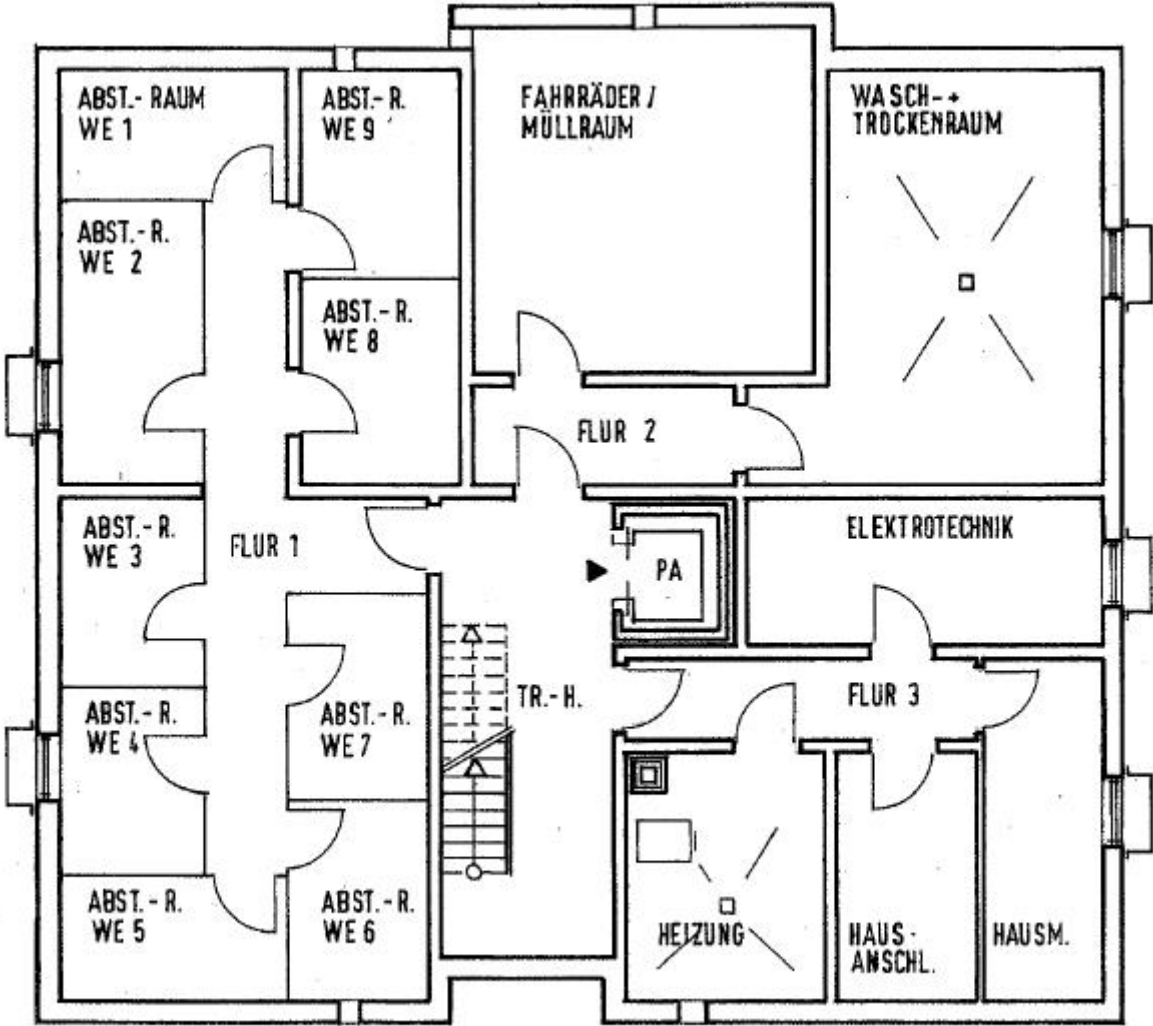 ABST.- RAUM
WE 1
ABST.- R.
WE 9
FAHRRÄDER /
MÜLLRAUM
WASCH- +
TROCKENRAUM
ABST.- R.
WE 2
ABST.- R.
WE 8
FLUR 2
ABST.- R.
WE 3
FLUR 1
PA
ELEKTROTECHNIK
ABST.- R.
WE 4
ABST.- R.
WE 7
TR.- H.
FLUR 3
ABST.- R.
WE 5
ABST.- R.
WE 6
HEIZUNG
HAUS-
ANSCHL.
HAUSM.